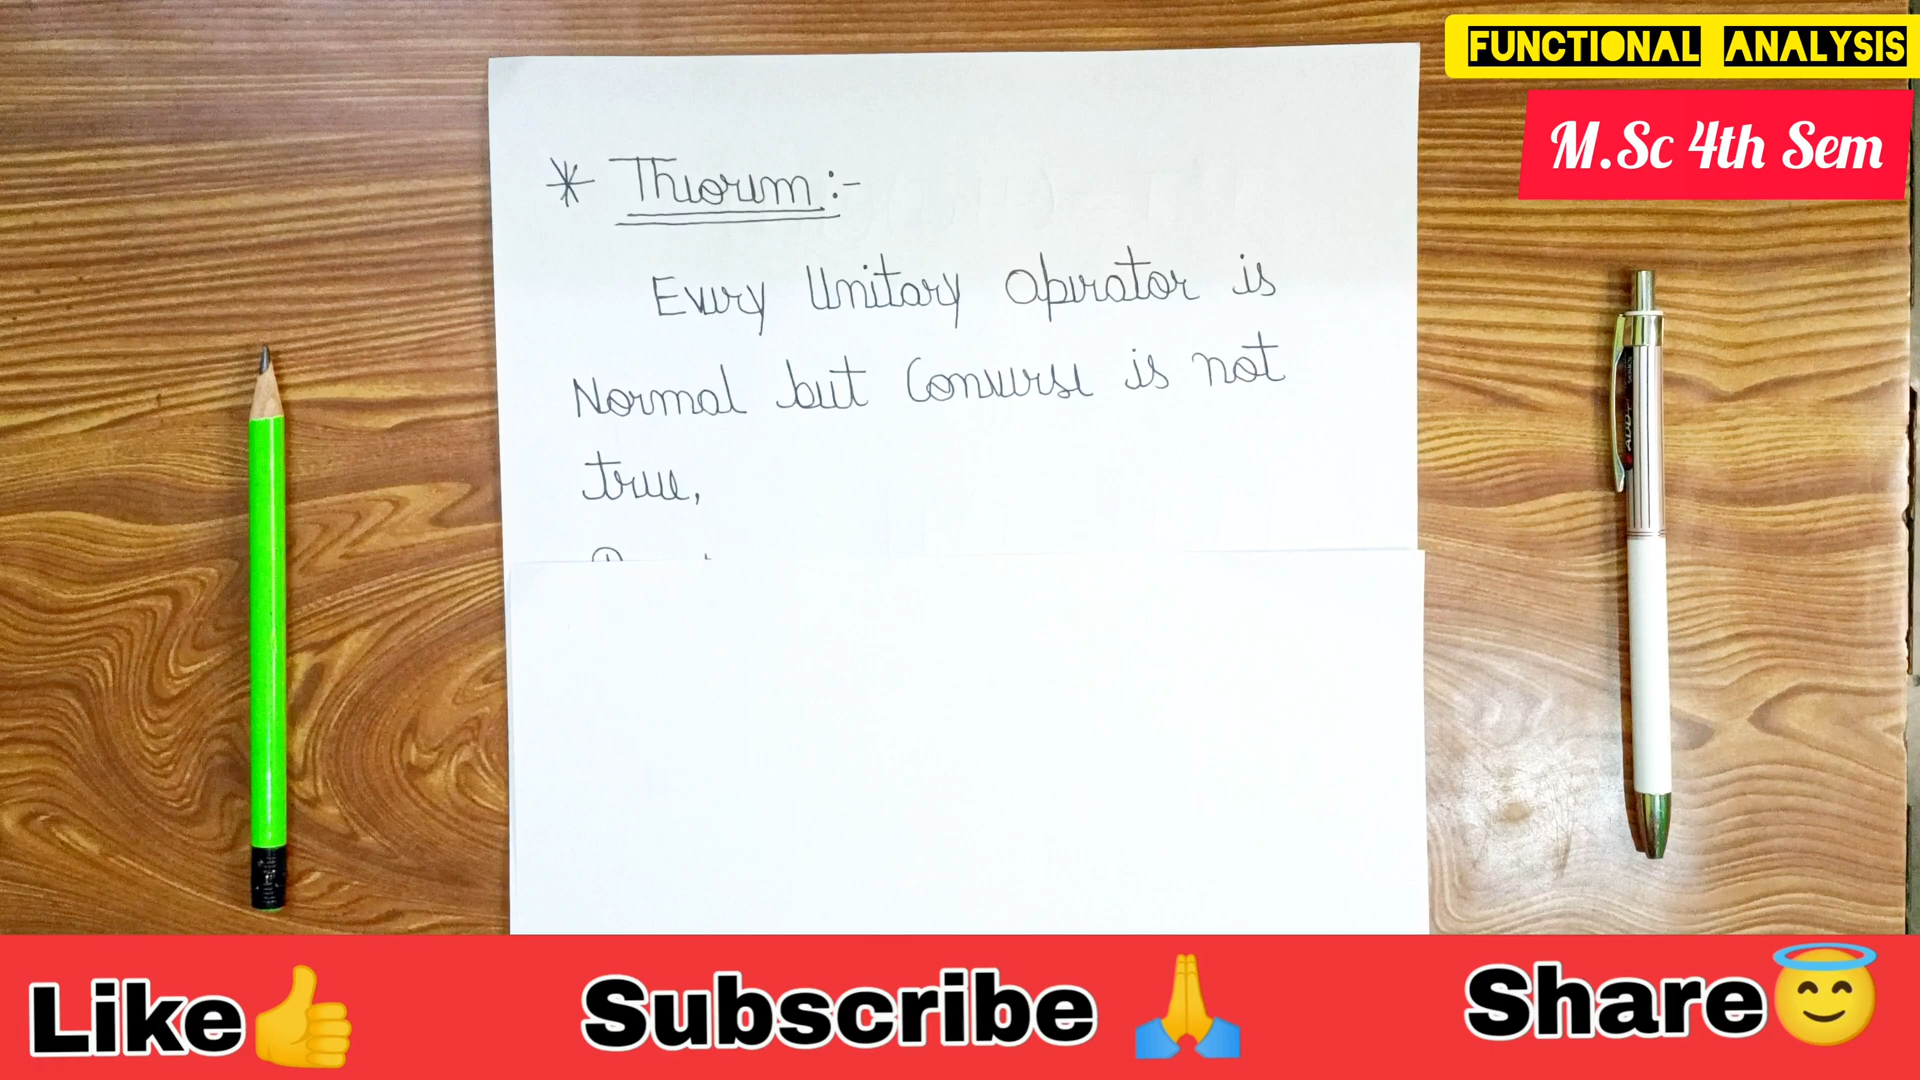 FUNCTIONAL ANALYSIS
M.Sc 4th Sem
* Theorem :-
Every Unitary Operator is
Normal but Converse is not
true,
Like👍
Subscribe 🙏
Share😇